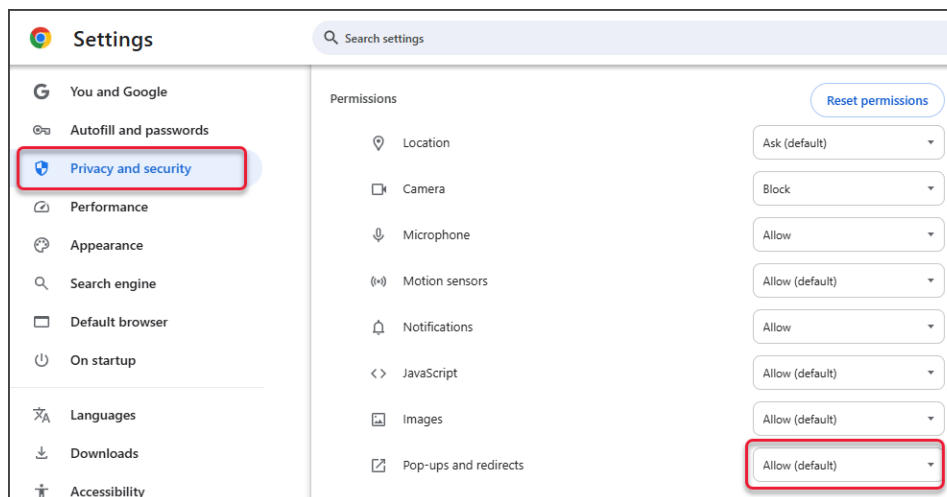 Settings
Search settings
You and Google
Autofill and passwords
Privacy and security
Performance
Appearance
Search engine
Default browser
On startup
Languages
Downloads
Accessibility
Permissions
Reset permissions
Location Ask (default)
Camera Block
Microphone Allow
Motion sensors Allow (default)
Notifications Allow
JavaScript Allow (default)
Images Allow (default)
Pop-ups and redirects Allow (default)